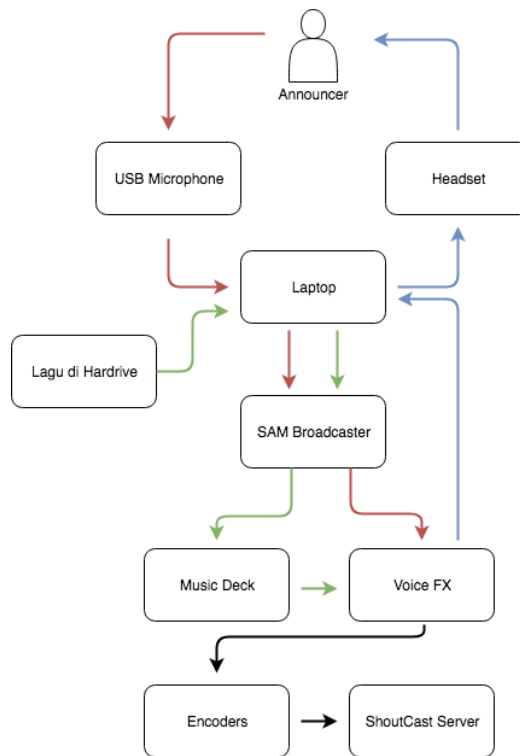 Announcer
USB Microphone
Headset
Laptop
Lagu di Hardrive
SAM Broadcaster
Music Deck
Voice FX
Encoders
ShoutCast Server